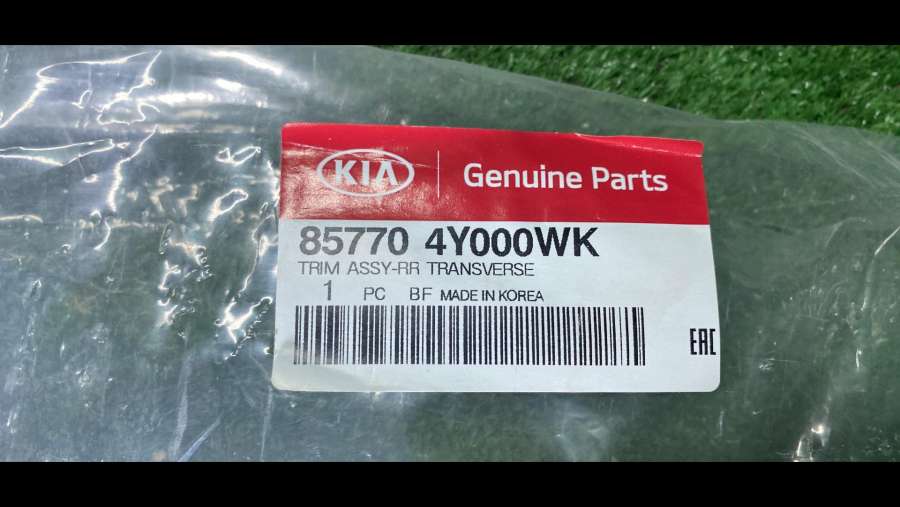 KIA Genuine Parts
85770 4Y000WK
TRIM ASSY-RR TRANSVERSE
1 PC BF MADE IN KOREA
EAC